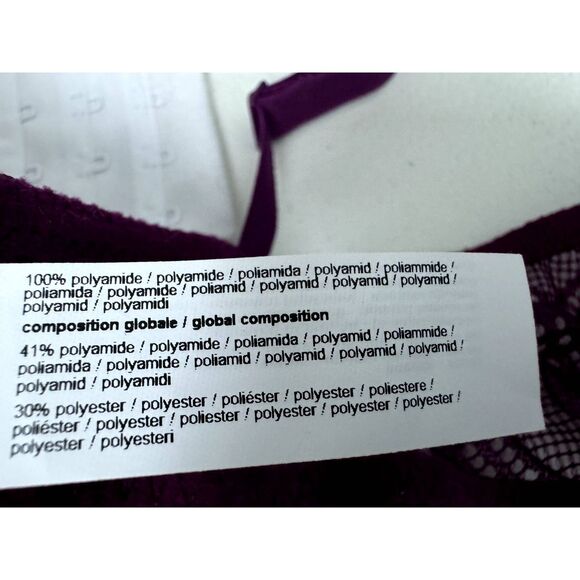 100% polyamide / polyamide / poliamida / polyamid / poliammide /
poliamida / polyamide / poliamid / polyamid / polyamid / polyamid /
polyamid / polyamidi
composition globale / global composition
41% polyamide / polyamide / poliamida / polyamid / poliammide /
poliamida / polyamide / poliamid / polyamid / polyamid / polyamid /
polyamid / polyamidi
30% polyester / polyester / poliéster / polyester / poliestere /
poliéster / polyester / poliester / polyester / polyester / polyester /
polyester / polyesteri